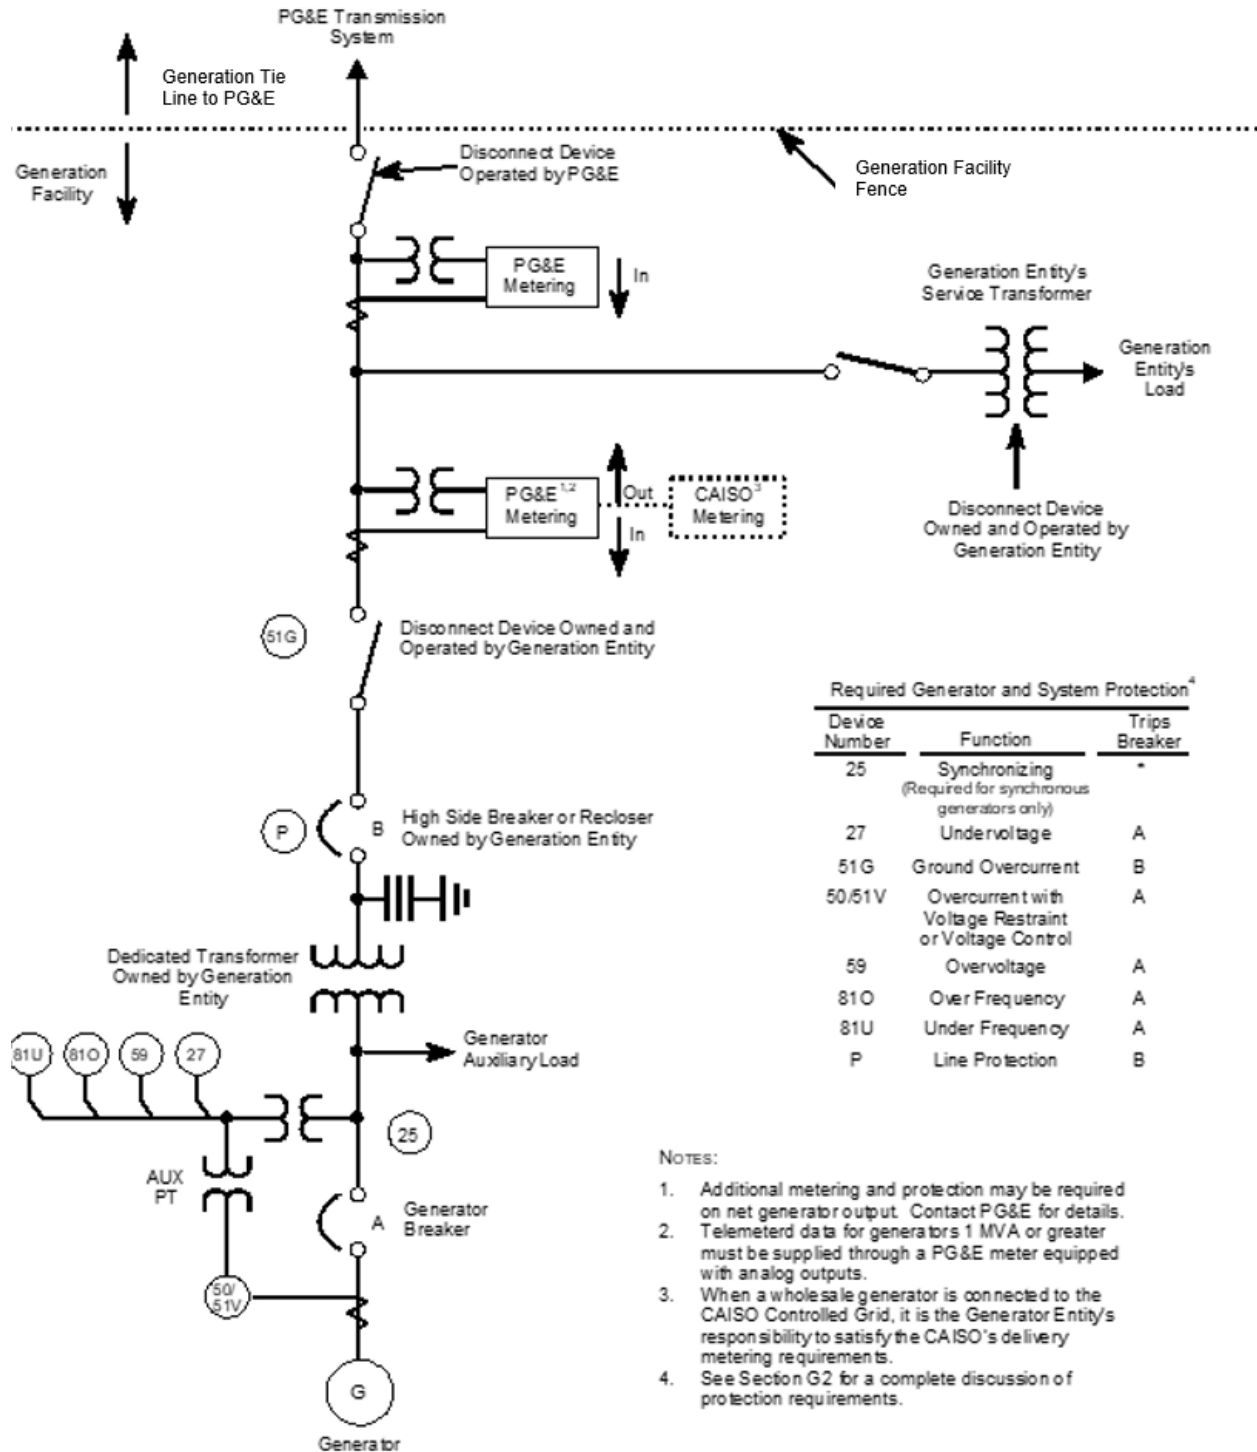 PG&E Transmission
System
Generation Tie
Line to PG&E
Generation
Facility
Disconnect Device
Operated by PG&E
Generation Facility
Fence
PG&E
Metering
In
Generation Entity's
Service Transformer
Generation
Entity's
Load
PG&E 1,2
Metering
Out
In
CAISO 3
Metering
Disconnect Device
Owned and Operated by
Generation Entity
51G
Disconnect Device Owned and
Operated by Generation Entity
P
B
High Side Breaker or Recloser
Owned by Generation Entity
Dedicated Transformer
Owned by Generation
Entity
Generator
Auxiliary Load
81U
81O
59
27
25
AUX
PT
A
Generator
Breaker
50/
51V
G
Generator
Required Generator and System Protection 4
Device Number Function Trips Breaker
25 Synchronizing *
(Required for synchronous
generators only)
27 Undervoltage A
51G Ground Overcurrent B
50/51V Overcurrent with A
Voltage Restraint
or Voltage Control
59 Overvoltage A
81O Over Frequency A
81U Under Frequency A
P Line Protection B
NOTES:
1. Additional metering and protection may be required
on net generator output. Contact PG&E for details.
2. Telemeterd data for generators 1 MVA or greater
must be supplied through a PG&E meter equipped
with analog outputs.
3. When a wholesale generator is connected to the
CAISO Controlled Grid, it is the Generator Entity's
responsibility to satisfy the CAISO's delivery
metering requirements.
4. See Section G2 for a complete discussion of
protection requirements.